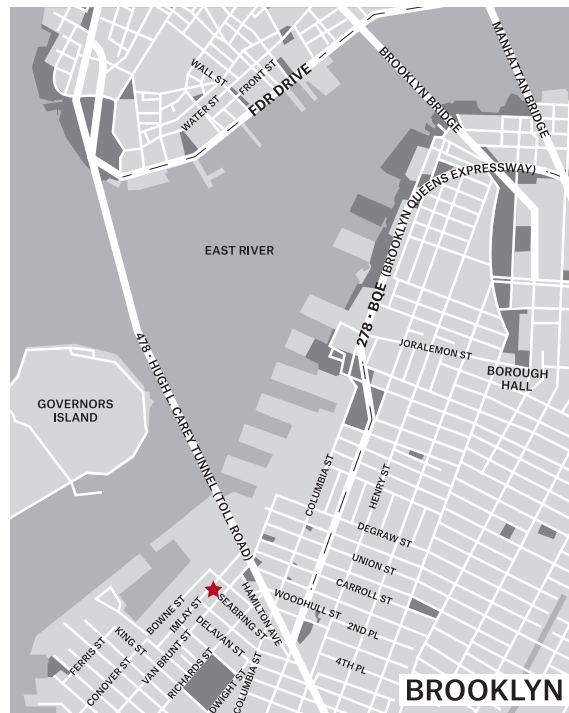 WALL ST
WATER ST
FRONT ST
FDR DRIVE
BROOKLYN BRIDGE
MANHATTAN BRIDGE
EAST RIVER
278 • BQE (BROOKLYN QUEENS EXPRESSWAY)
JORALEMON ST
BOROUGH
HALL
GOVERNORS
ISLAND
478 • HUGH L. CAREY TUNNEL (TOLL ROAD)
COLUMBIA ST
HENRY ST
DEGRAW ST
UNION ST
CARROLL ST
WOODHULL ST
2ND PL
4TH PL
HAMILTON AVE
SEABRING ST
BOWNE ST
IMLAY ST
DELAVAN ST
VAN BRUNT ST
KING ST
FERRIS ST
CONOVER ST
RICHARDS ST
DWIGHT ST
COLUMBIA ST
BROOKLYN